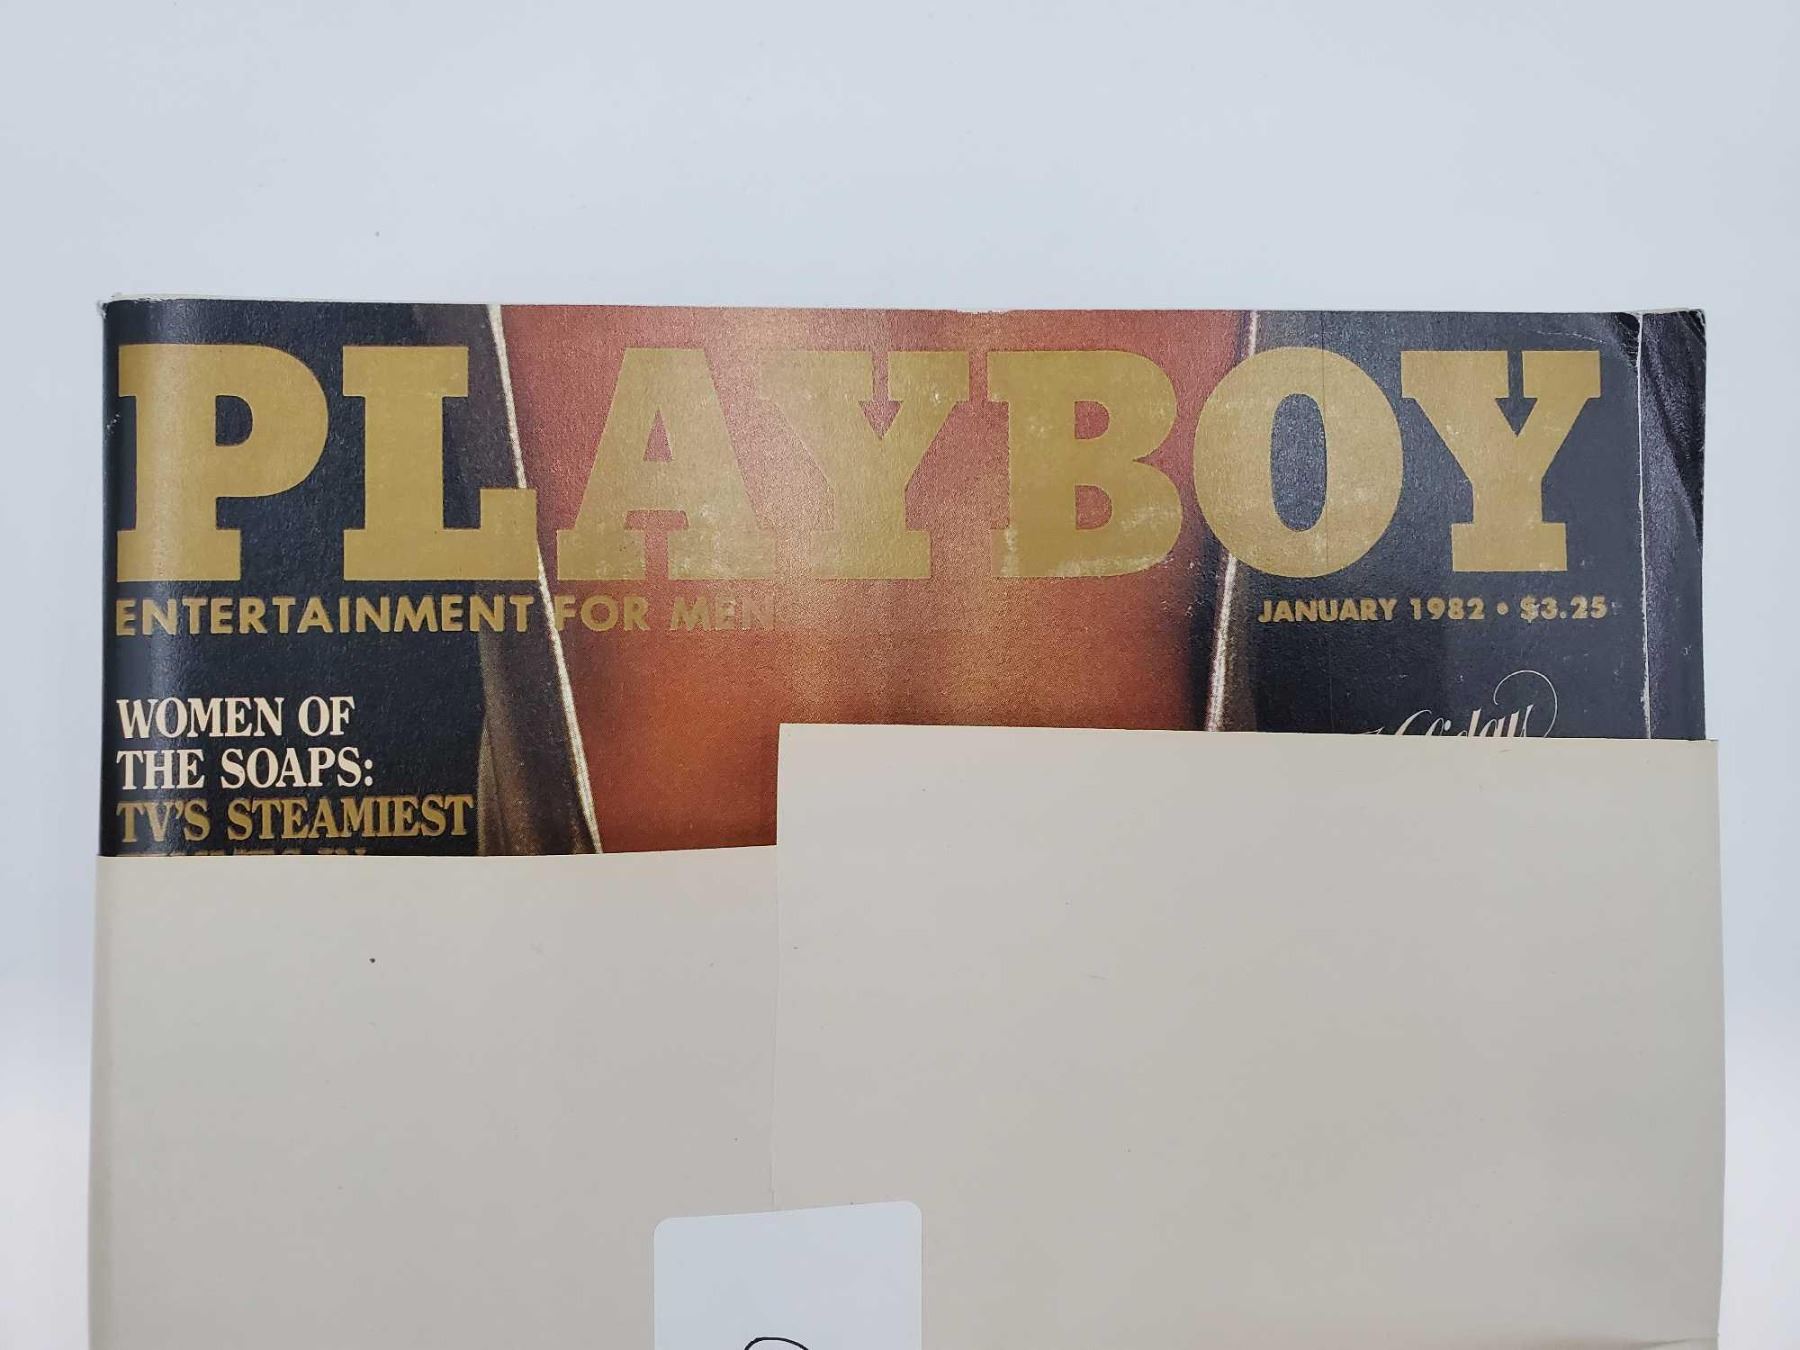 PLAYBOY
ENTERTAINMENT FOR MEN
JANUARY 1982 • $3.25
WOMEN OF
THE SOAPS:
TV'S STEAMIEST